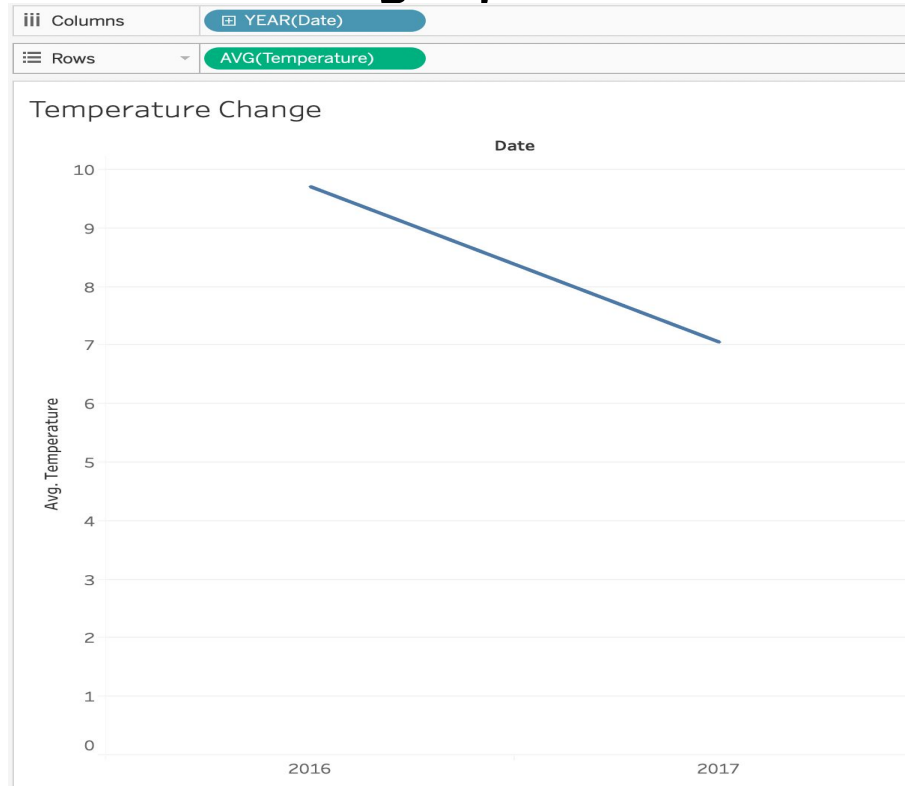 Columns YEAR(Date)
Rows AVG(Temperature)
Temperature Change
Date
10
9
8
7
6
5
4
3
2
1
0
Avg. Temperature
2016 2017